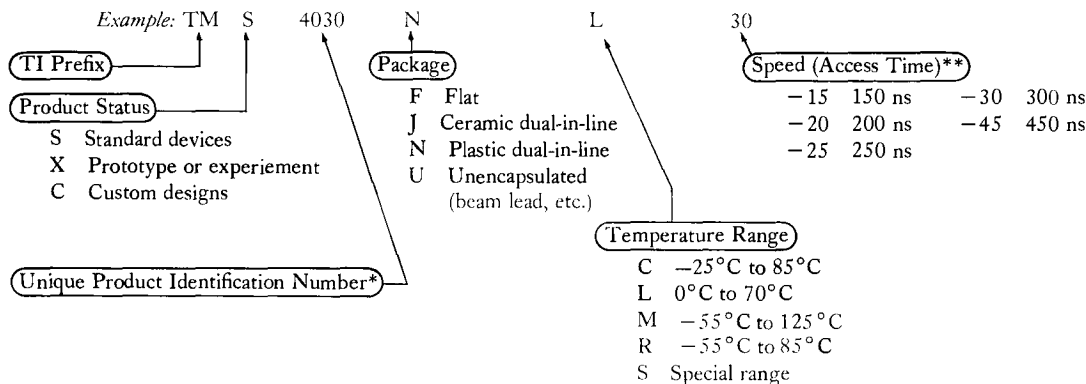 Example: TM S 4030 N L 30
TI Prefix
Package
Speed (Access Time)**
Product Status
F Flat
J Ceramic dual-in-line
N Plastic dual-in-line
U Unencapsulated
(beam lead, etc.)
−15 150 ns −30 300 ns
−20 200 ns −45 450 ns
−25 250 ns
S Standard devices
X Prototype or experiement
C Custom designs
Temperature Range
C −25°C to 85°C
L 0°C to 70°C
M −55°C to 125°C
R −55°C to 85°C
S Special range
Unique Product Identification Number*